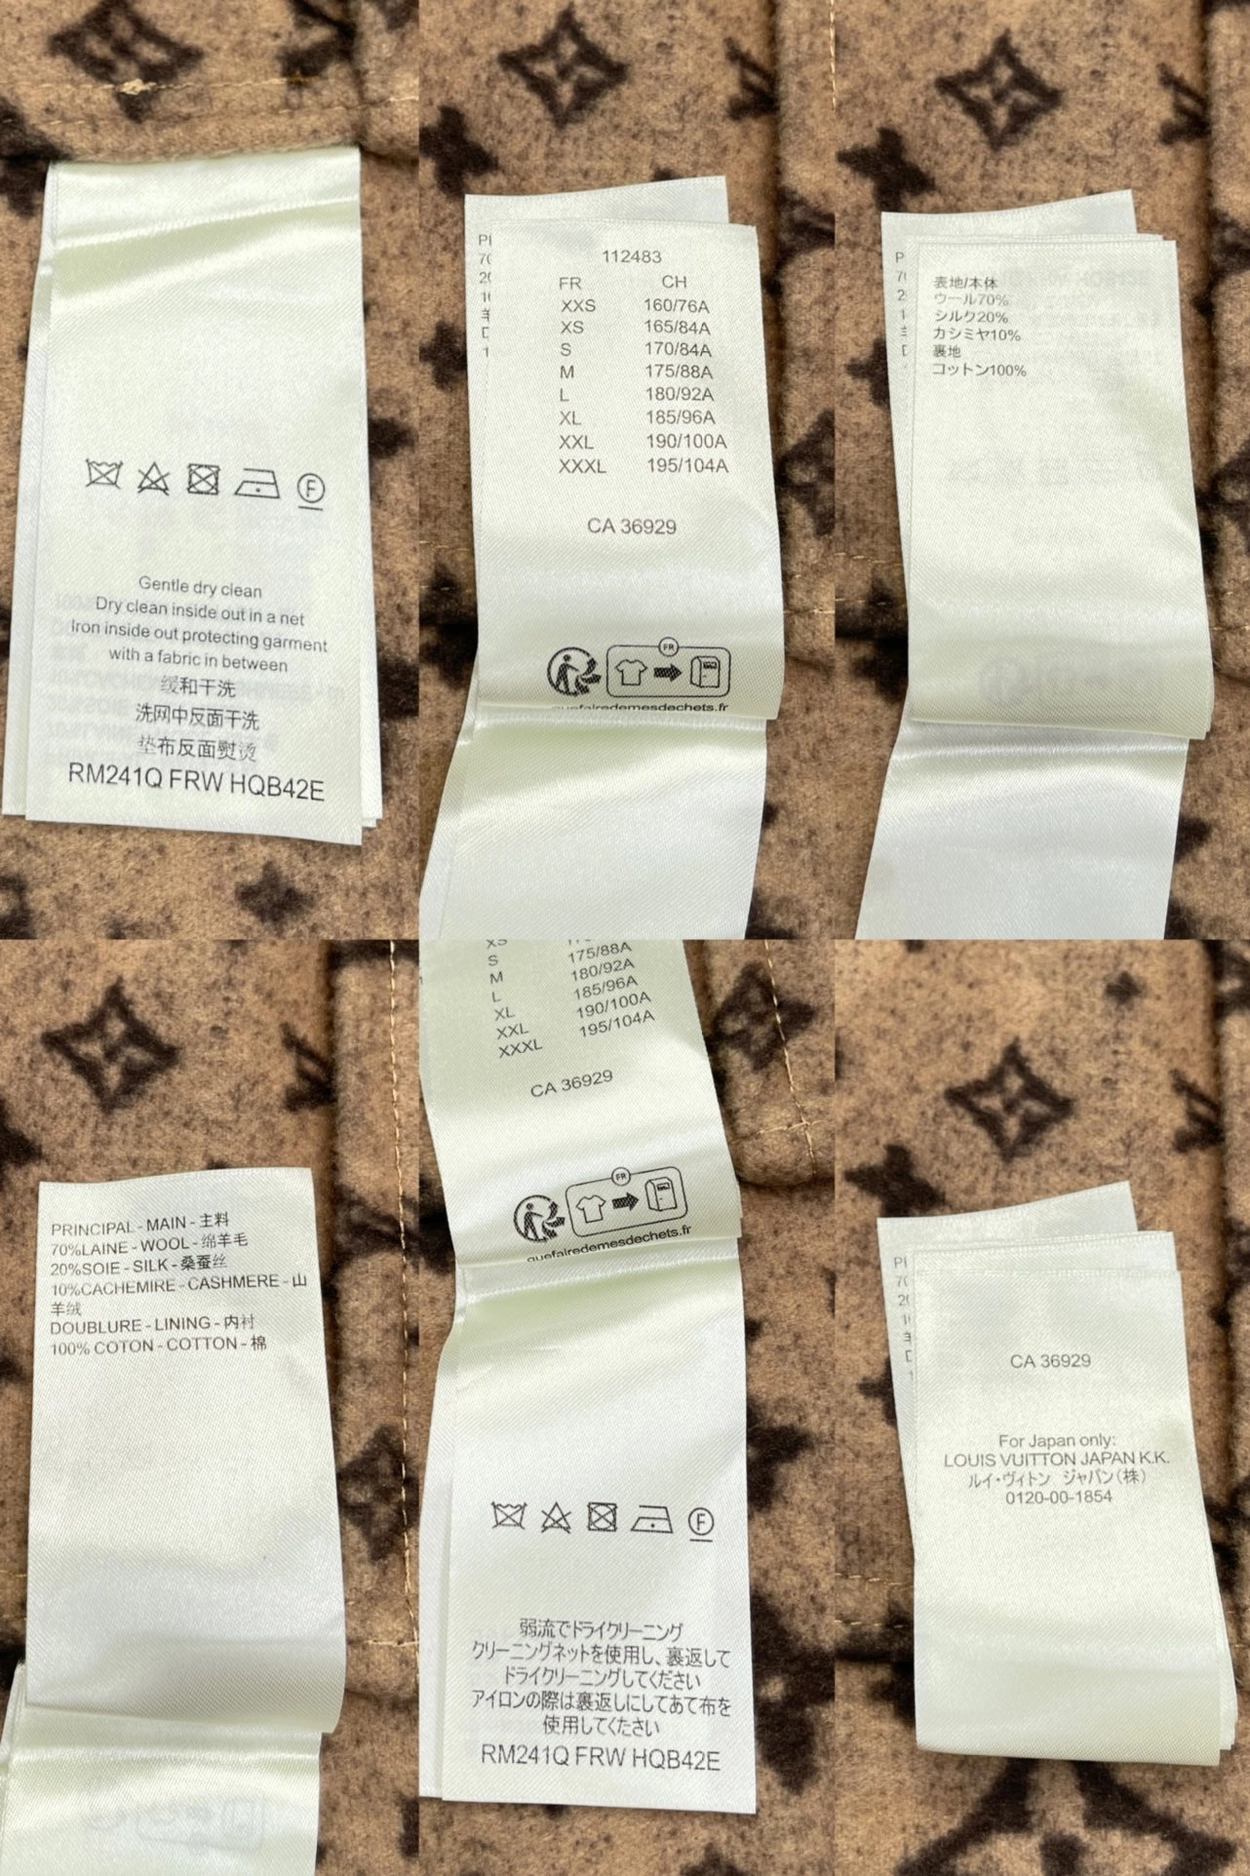 Gentle dry clean
Dry clean inside out in a net
Iron inside out protecting garment
with a fabric in between
缓和干洗
洗网中反面干洗
垫布反面熨烫
RM241Q FRW HQB42E
112483
FR CH
XXS 160/76A
XS 165/84A
S 170/84A
M 175/88A
L 180/92A
XL 185/96A
XXL 190/100A
XXXL 195/104A
CA 36929
FR
quefairedemesdechets.fr
表地/本体
ウール70%
シルク20%
カシミヤ10%
裏地
コットン100%
PRINCIPAL - MAIN - 主料
70%LAINE - WOOL - 绵羊毛
20%SOIE - SILK - 桑蚕丝
10%CACHEMIRE - CASHMERE - 山
羊绒
DOUBLURE - LINING - 内衬
100% COTON - COTTON - 棉
XS
S 175/88A
M 180/92A
L 185/96A
XL 190/100A
XXL 195/104A
XXXL
CA 36929
FR
quefairedemesdechets.fr
F
弱流でドライクリーニング
クリーニングネットを使用し、裏返して
ドライクリーニングしてください
アイロンの際は裏返しにしてあて布を
使用してください
RM241Q FRW HQB42E
CA 36929
For Japan only:
LOUIS VUITTON JAPAN K.K.
ルイ・ヴィトン ジャパン(株)
0120-00-1854